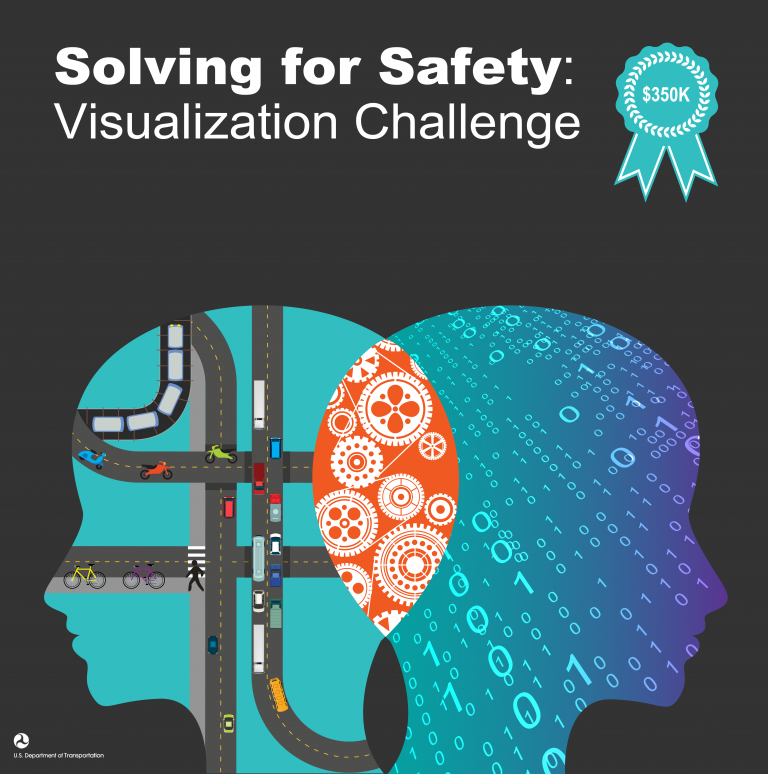 Solving for Safety:
Visualization Challenge
$350K
U.S. Department of Transportation